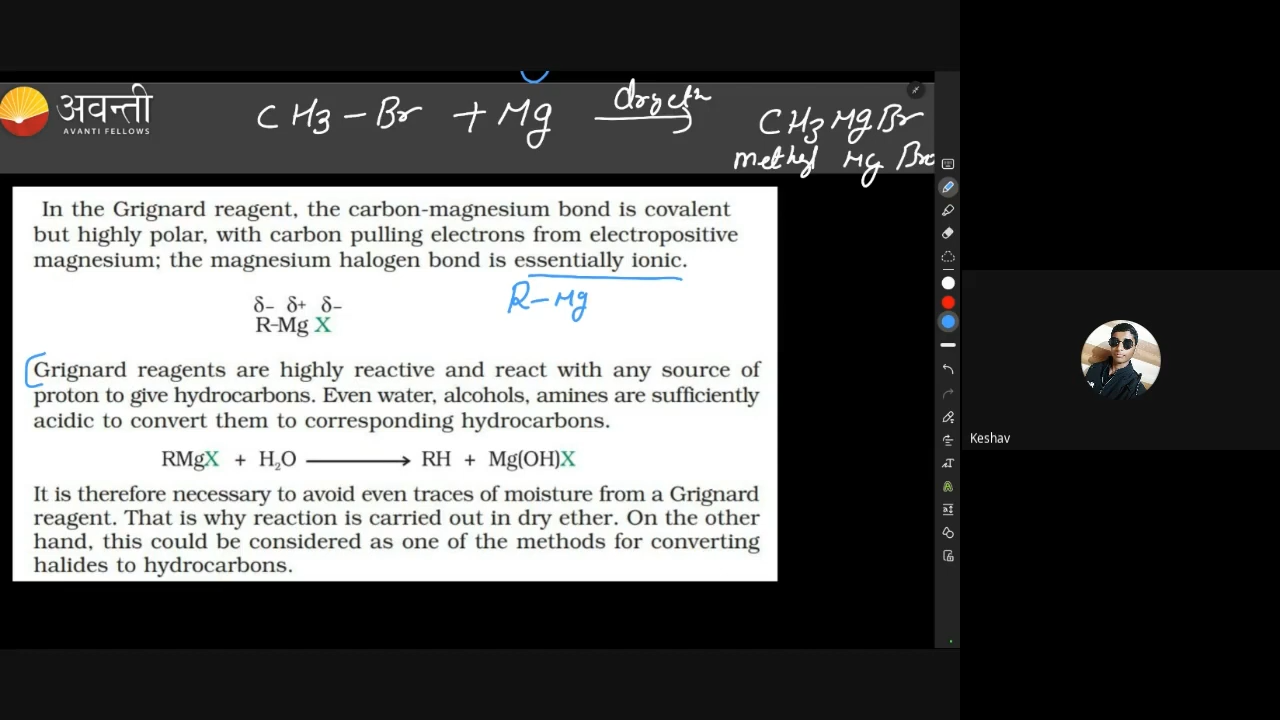 अवन्ती
AVANTI FELLOWS
CH3 – Br + Mg
CH3MgBr
methyl Mg Bro
In the Grignard reagent, the carbon-magnesium bond is covalent
but highly polar, with carbon pulling electrons from electropositive
magnesium; the magnesium halogen bond is essentially ionic.
R–Mg
δ– δ+ δ–
R-Mg X
Grignard reagents are highly reactive and react with any source of
proton to give hydrocarbons. Even water, alcohols, amines are sufficiently
acidic to convert them to corresponding hydrocarbons.
RMgX + H₂O ⟶ RH + Mg(OH)X
It is therefore necessary to avoid even traces of moisture from a Grignard
reagent. That is why reaction is carried out in dry ether. On the other
hand, this could be considered as one of the methods for converting
halides to hydrocarbons.
Keshav